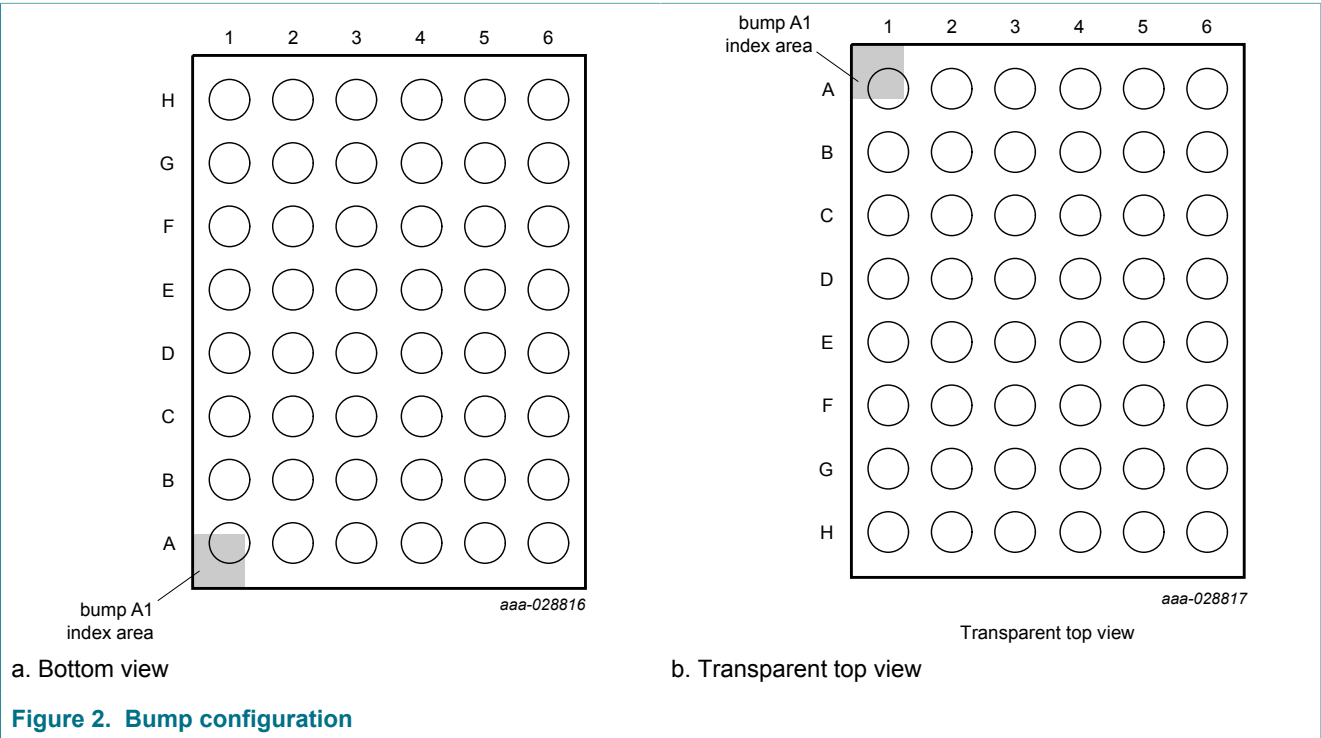 1 2 3 4 5 6
H
G
F
E
D
C
B
A
bump A1
index area
aaa-028816
a. Bottom view
bump A1
index area
1 2 3 4 5 6
A
B
C
D
E
F
G
H
aaa-028817
Transparent top view
b. Transparent top view
Figure 2. Bump configuration